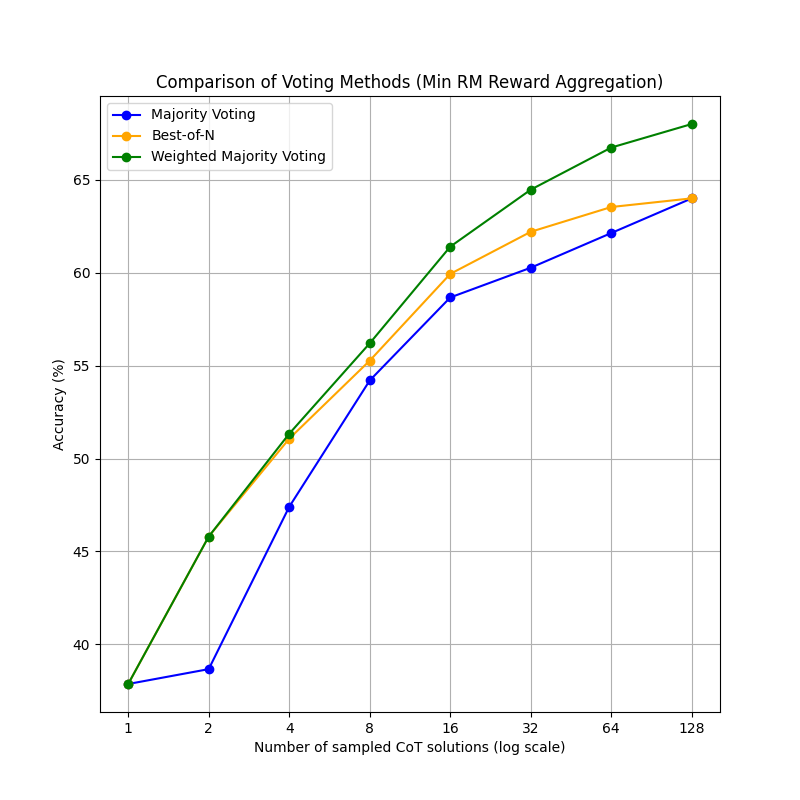 Comparison of Voting Methods (Min RM Reward Aggregation)
Majority Voting
Best-of-N
Weighted Majority Voting
Accuracy (%)
65
60
55
50
45
40
1 2 4 8 16 32 64 128
Number of sampled CoT solutions (log scale)